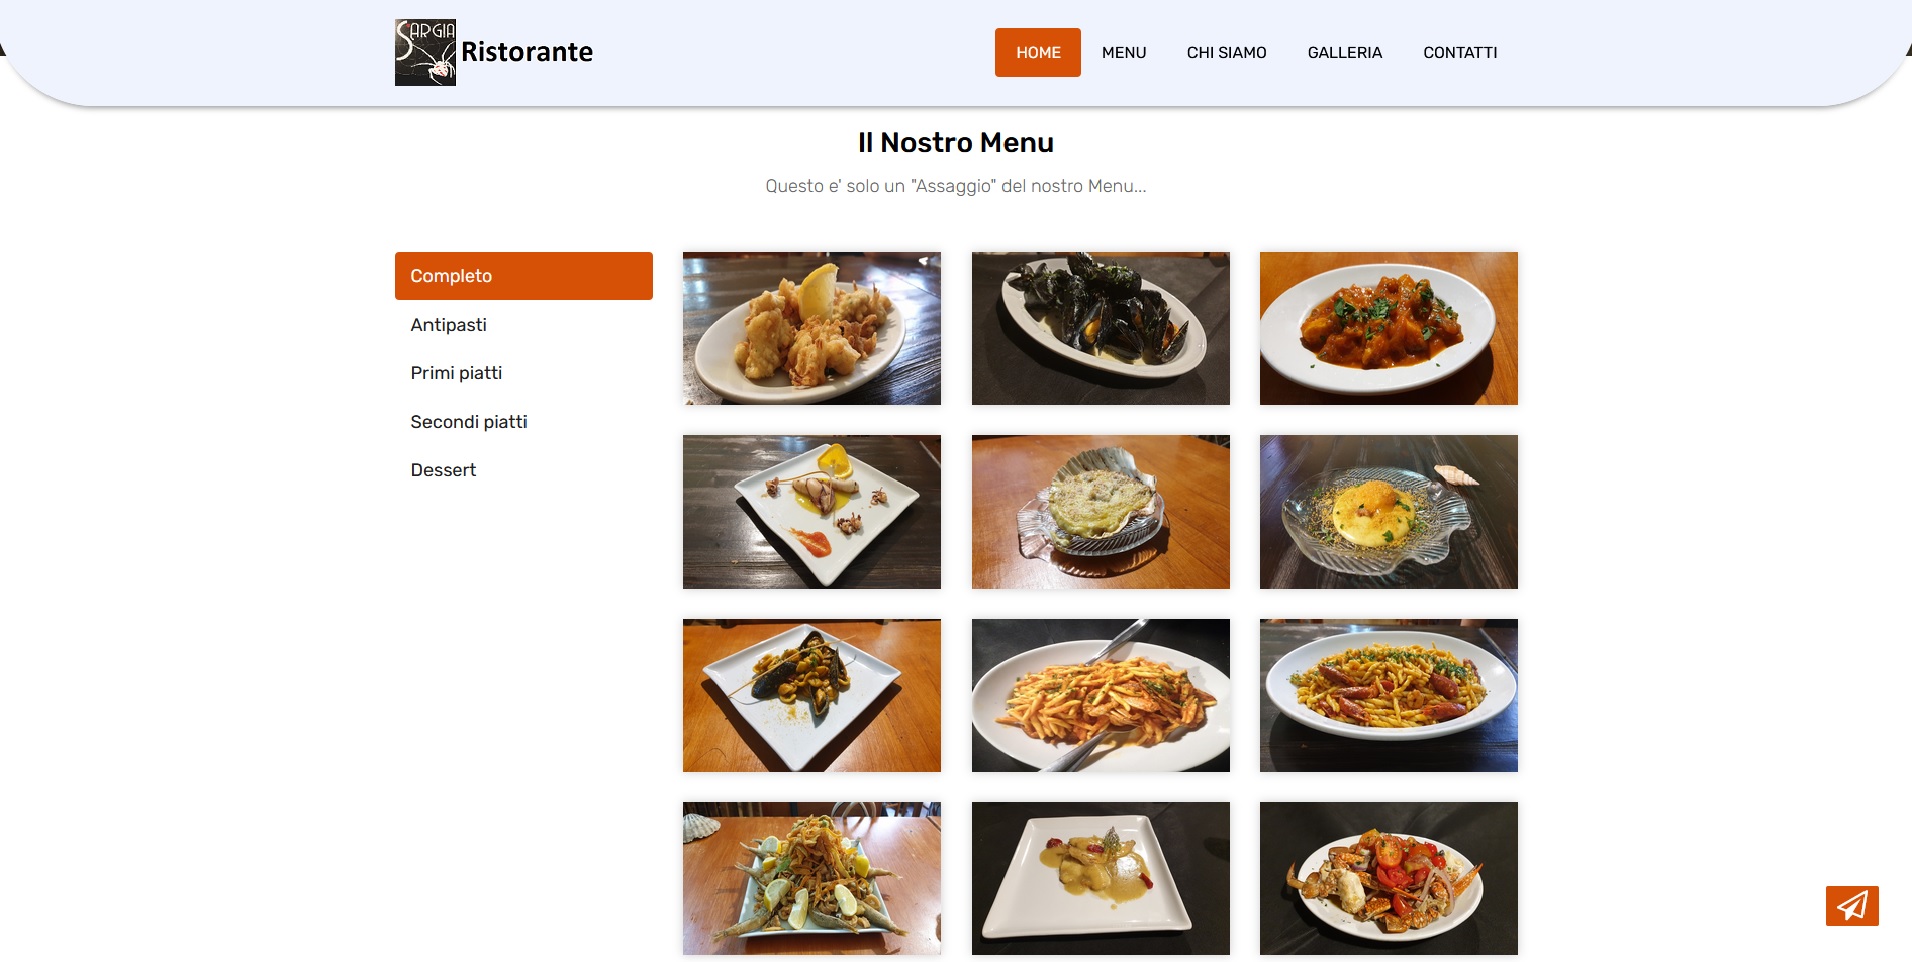 SARGIA
Ristorante
HOME
MENU
CHI SIAMO
GALLERIA
CONTATTI
Il Nostro Menu
Questo e' solo un "Assaggio" del nostro Menu...
Completo
Antipasti
Primi piatti
Secondi piatti
Dessert